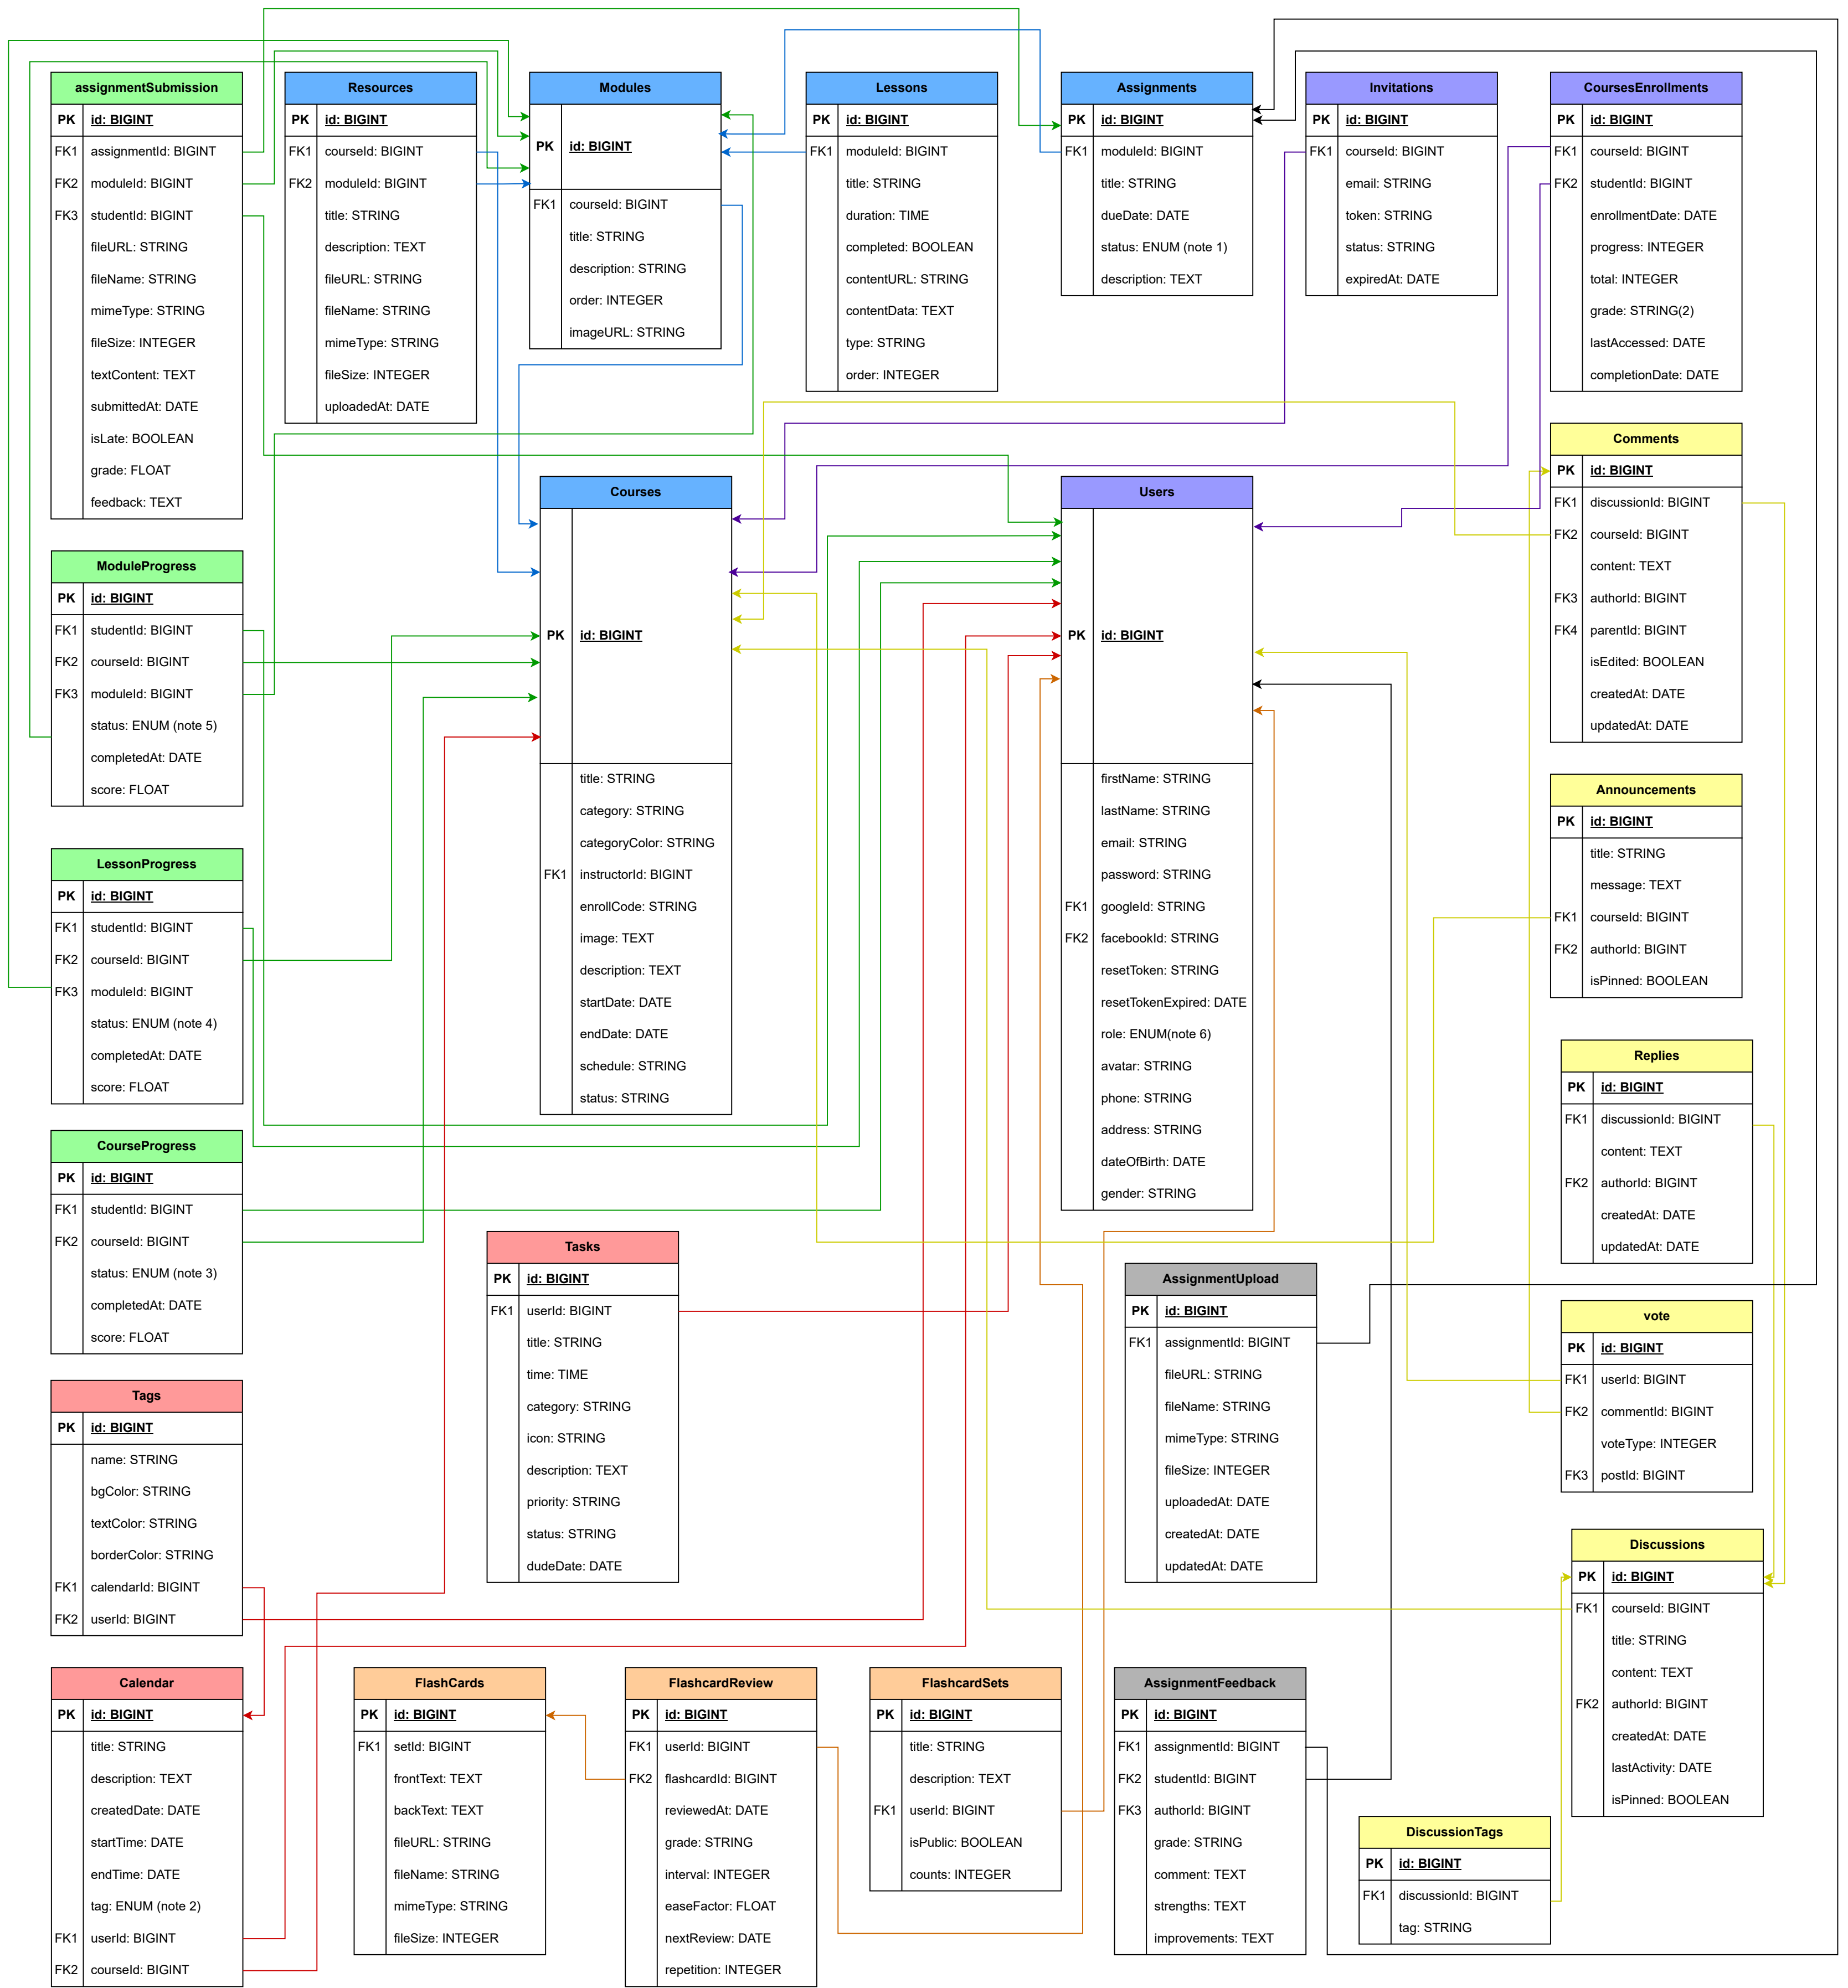 assignmentSubmission
PK id: BIGINT
FK1 assignmentId: BIGINT
FK2 moduleId: BIGINT
FK3 studentId: BIGINT
fileURL: STRING
fileName: STRING
mimeType: STRING
fileSize: INTEGER
textContent: TEXT
submittedAt: DATE
isLate: BOOLEAN
grade: FLOAT
feedback: TEXT
Resources
PK id: BIGINT
FK1 courseId: BIGINT
FK2 moduleId: BIGINT
title: STRING
description: TEXT
fileURL: STRING
fileName: STRING
mimeType: STRING
fileSize: INTEGER
uploadedAt: DATE
Modules
PK id: BIGINT
FK1 courseId: BIGINT
title: STRING
description: STRING
order: INTEGER
imageURL: STRING
Lessons
PK id: BIGINT
FK1 moduleId: BIGINT
title: STRING
duration: TIME
completed: BOOLEAN
contentURL: STRING
contentData: TEXT
type: STRING
order: INTEGER
Assignments
PK id: BIGINT
FK1 moduleId: BIGINT
title: STRING
dueDate: DATE
status: ENUM (note 1)
description: TEXT
Invitations
PK id: BIGINT
FK1 courseId: BIGINT
email: STRING
token: STRING
status: STRING
expiredAt: DATE
CoursesEnrollments
PK id: BIGINT
FK1 courseId: BIGINT
FK2 studentId: BIGINT
enrollmentDate: DATE
progress: INTEGER
total: INTEGER
grade: STRING(2)
lastAccessed: DATE
completionDate: DATE
Courses
PK id: BIGINT
title: STRING
category: STRING
categoryColor: STRING
FK1 instructorId: BIGINT
enrollCode: STRING
image: TEXT
description: TEXT
startDate: DATE
endDate: DATE
schedule: STRING
status: STRING
Users
PK id: BIGINT
firstName: STRING
lastName: STRING
email: STRING
password: STRING
FK1 googleId: STRING
FK2 facebookId: STRING
resetToken: STRING
resetTokenExpired: DATE
role: ENUM(note 6)
avatar: STRING
phone: STRING
address: STRING
dateOfBirth: DATE
gender: STRING
Comments
PK id: BIGINT
FK1 discussionId: BIGINT
FK2 courseId: BIGINT
content: TEXT
FK3 authorId: BIGINT
FK4 parentId: BIGINT
isEdited: BOOLEAN
createdAt: DATE
updatedAt: DATE
ModuleProgress
PK id: BIGINT
FK1 studentId: BIGINT
FK2 courseId: BIGINT
FK3 moduleId: BIGINT
status: ENUM (note 5)
completedAt: DATE
score: FLOAT
Announcements
PK id: BIGINT
title: STRING
message: TEXT
FK1 courseId: BIGINT
FK2 authorId: BIGINT
isPinned: BOOLEAN
LessonProgress
PK id: BIGINT
FK1 studentId: BIGINT
FK2 courseId: BIGINT
FK3 moduleId: BIGINT
status: ENUM (note 4)
completedAt: DATE
score: FLOAT
Replies
PK id: BIGINT
FK1 discussionId: BIGINT
content: TEXT
FK2 authorId: BIGINT
createdAt: DATE
updatedAt: DATE
CourseProgress
PK id: BIGINT
FK1 studentId: BIGINT
FK2 courseId: BIGINT
status: ENUM (note 3)
completedAt: DATE
score: FLOAT
Tasks
PK id: BIGINT
FK1 userId: BIGINT
title: STRING
time: TIME
category: STRING
icon: STRING
description: TEXT
priority: STRING
status: STRING
dudeDate: DATE
AssignmentUpload
PK id: BIGINT
FK1 assignmentId: BIGINT
fileURL: STRING
fileName: STRING
mimeType: STRING
fileSize: INTEGER
uploadedAt: DATE
createdAt: DATE
updatedAt: DATE
vote
PK id: BIGINT
FK1 userId: BIGINT
FK2 commentId: BIGINT
voteType: INTEGER
FK3 postId: BIGINT
Tags
PK id: BIGINT
name: STRING
bgColor: STRING
textColor: STRING
borderColor: STRING
FK1 calendarId: BIGINT
FK2 userId: BIGINT
Discussions
PK id: BIGINT
FK1 courseId: BIGINT
title: STRING
content: TEXT
FK2 authorId: BIGINT
createdAt: DATE
lastActivity: DATE
isPinned: BOOLEAN
Calendar
PK id: BIGINT
title: STRING
description: TEXT
createdDate: DATE
startTime: DATE
endTime: DATE
tag: ENUM (note 2)
FK1 userId: BIGINT
FK2 courseId: BIGINT
FlashCards
PK id: BIGINT
FK1 setId: BIGINT
frontText: TEXT
backText: TEXT
fileURL: STRING
fileName: STRING
mimeType: STRING
fileSize: INTEGER
FlashcardReview
PK id: BIGINT
FK1 userId: BIGINT
FK2 flashcardId: BIGINT
reviewedAt: DATE
grade: STRING
interval: INTEGER
easeFactor: FLOAT
nextReview: DATE
repetition: INTEGER
FlashcardSets
PK id: BIGINT
title: STRING
description: TEXT
FK1 userId: BIGINT
isPublic: BOOLEAN
counts: INTEGER
AssignmentFeedback
PK id: BIGINT
FK1 assignmentId: BIGINT
FK2 studentId: BIGINT
FK3 authorId: BIGINT
grade: STRING
comment: TEXT
strengths: TEXT
improvements: TEXT
DiscussionTags
PK id: BIGINT
FK1 discussionId: BIGINT
tag: STRING